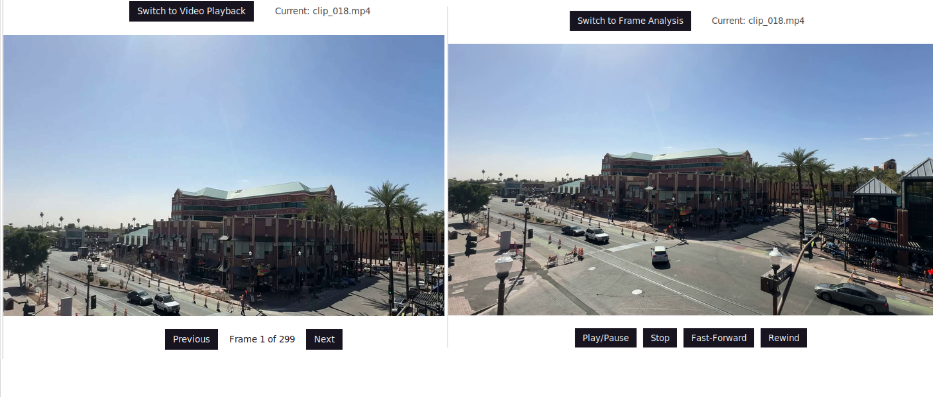 Switch to Video Playback
Current: clip_018.mp4
Previous
Frame 1 of 299
Next
Switch to Frame Analysis
Current: clip_018.mp4
Play/Pause
Stop
Fast-Forward
Rewind